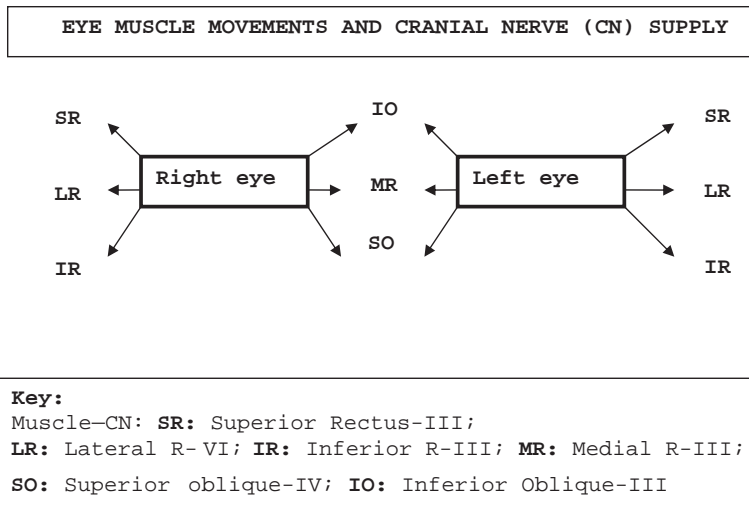 EYE MUSCLE MOVEMENTS AND CRANIAL NERVE (CN) SUPPLY
SR IO SR
Right eye Left eye
LR MR LR
SO
IR IR
Key:
Muscle—CN: SR: Superior Rectus-III;
LR: Lateral R- VI; IR: Inferior R-III; MR: Medial R-III;
SO: Superior oblique-IV; IO: Inferior Oblique-III